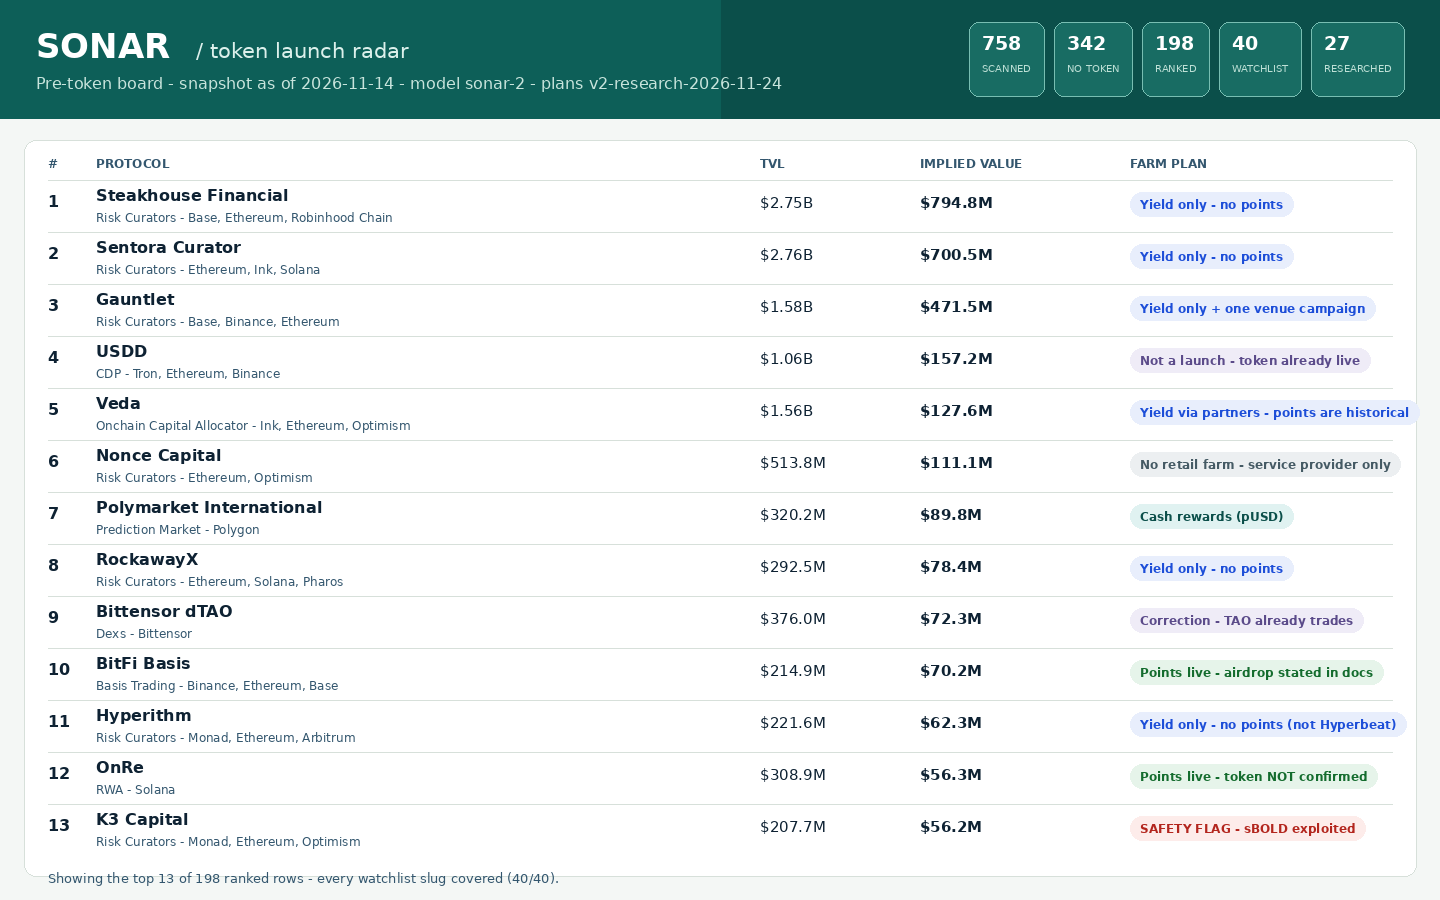 SONAR / token launch radar
Pre-token board - snapshot as of 2026-11-14 - model sonar-2 - plans v2-research-2026-11-24
758 342 198 40 27
SCANNED NO TOKEN RANKED WATCHLIST RESEARCHED
# PROTOCOL TVL IMPLIED VALUE FARM PLAN
1 Steakhouse Financial $2.75B $794.8M Yield only - no points
Risk Curators - Base, Ethereum, Robinhood Chain
2 Sentora Curator $2.76B $700.5M Yield only - no points
Risk Curators - Ethereum, Ink, Solana
3 Gauntlet $1.58B $471.5M Yield only + one venue campaign
Risk Curators - Base, Binance, Ethereum
4 USDD $1.06B $157.2M Not a launch - token already live
CDP - Tron, Ethereum, Binance
5 Veda $1.56B $127.6M Yield via partners - points are historical
Onchain Capital Allocator - Ink, Ethereum, Optimism
6 Nonce Capital $513.8M $111.1M No retail farm - service provider only
Risk Curators - Ethereum, Optimism
7 Polymarket International $320.2M $89.8M Cash rewards (pUSD)
Prediction Market - Polygon
8 RockawayX $292.5M $78.4M Yield only - no points
Risk Curators - Ethereum, Solana, Pharos
9 Bittensor dTAO $376.0M $72.3M Correction - TAO already trades
Dexs - Bittensor
10 BitFi Basis $214.9M $70.2M Points live - airdrop stated in docs
Basis Trading - Binance, Ethereum, Base
11 Hyperithm $221.6M $62.3M Yield only - no points (not Hyperbeat)
Risk Curators - Monad, Ethereum, Arbitrum
12 OnRe $308.9M $56.3M Points live - token NOT confirmed
RWA - Solana
13 K3 Capital $207.7M $56.2M SAFETY FLAG - sBOLD exploited
Risk Curators - Monad, Ethereum, Optimism
Showing the top 13 of 198 ranked rows - every watchlist slug covered (40/40).